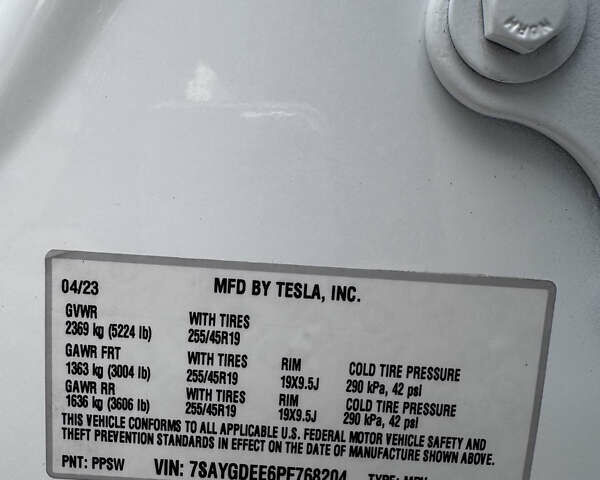 NORM
04/23 MFD BY TESLA, INC.
GVWR
2369 kg (5224 lb) WITH TIRES 255/45R19
GAWR FRT
1363 kg (3004 lb) WITH TIRES 255/45R19 RIM 19X9.5J COLD TIRE PRESSURE 290 kPa, 42 psi
GAWR RR
1636 kg (3606 lb) WITH TIRES 255/45R19 RIM 19X9.5J COLD TIRE PRESSURE 290 kPa, 42 psi
THIS VEHICLE CONFORMS TO ALL APPLICABLE U.S. FEDERAL MOTOR VEHICLE SAFETY AND
THEFT PREVENTION STANDARDS IN EFFECT ON THE DATE OF MANUFACTURE SHOWN ABOVE.
PNT: PPSW VIN: 7SAYGDEE6PF768204 TYPE: MPV